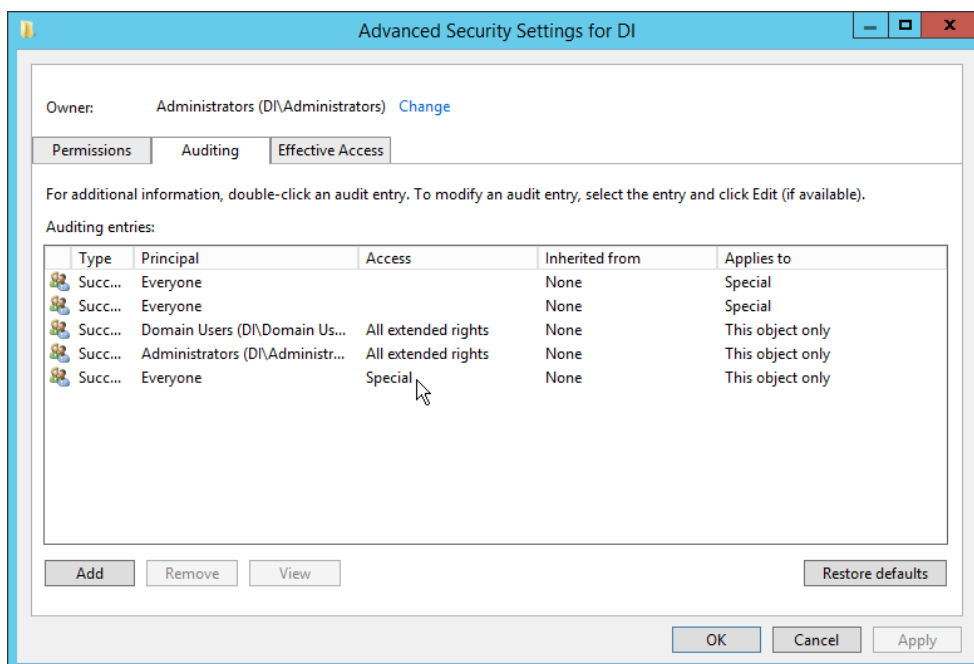 Advanced Security Settings for DI
Owner: Administrators (DI\Administrators) Change
Permissions Auditing Effective Access
For additional information, double-click an audit entry. To modify an audit entry, select the entry and click Edit (if available).
Auditing entries:
Type Principal Access Inherited from Applies to
Succ... Everyone None Special
Succ... Everyone None Special
Succ... Domain Users (DI\Domain Us... All extended rights None This object only
Succ... Administrators (DI\Administr... All extended rights None This object only
Succ... Everyone Special None This object only
Add Remove View Restore defaults
OK Cancel Apply